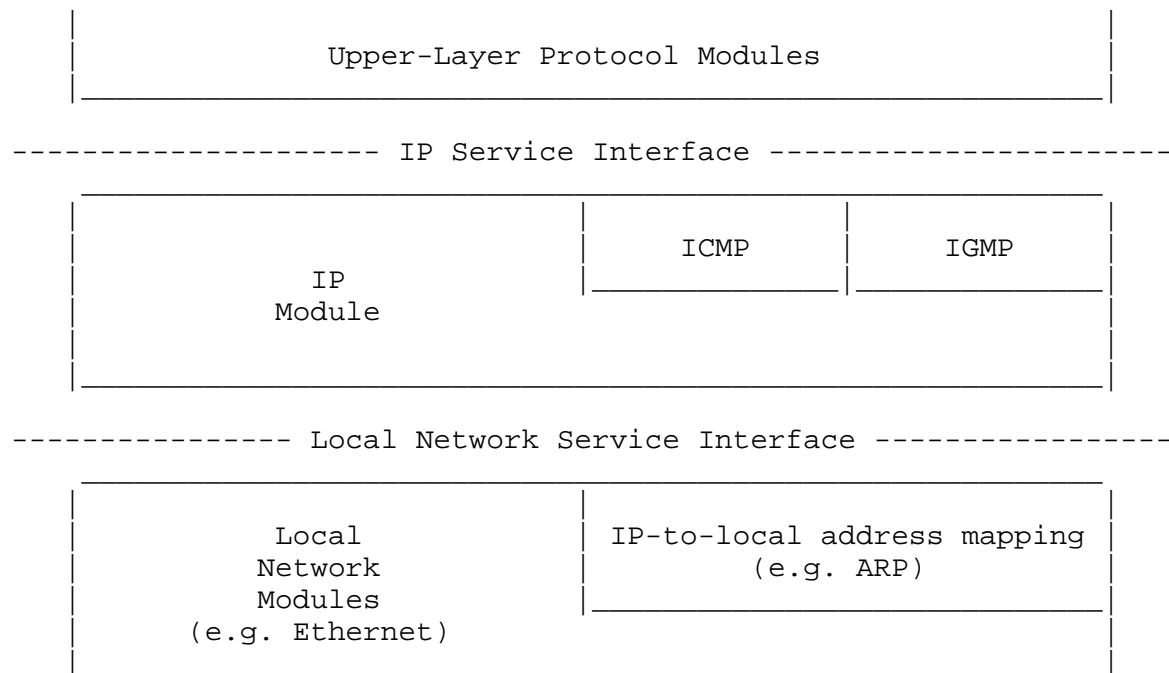 Upper-Layer Protocol Modules
IP Service Interface
ICMP IGMP
IP
Module
Local Network Service Interface
Local IP-to-local address mapping
Network (e.g. ARP)
Modules
(e.g. Ethernet)